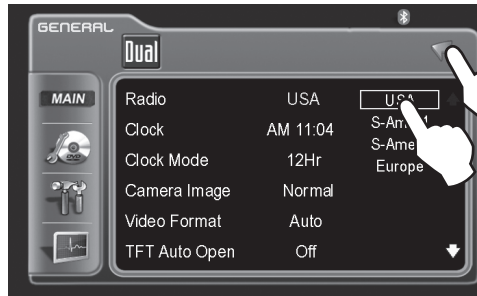 GENERAL
Dual
MAIN
Radio USA USA
Clock AM 11:04
Clock Mode 12Hr
Europe
Camera Image Normal
Video Format Auto
TFT Auto Open Off
DVD